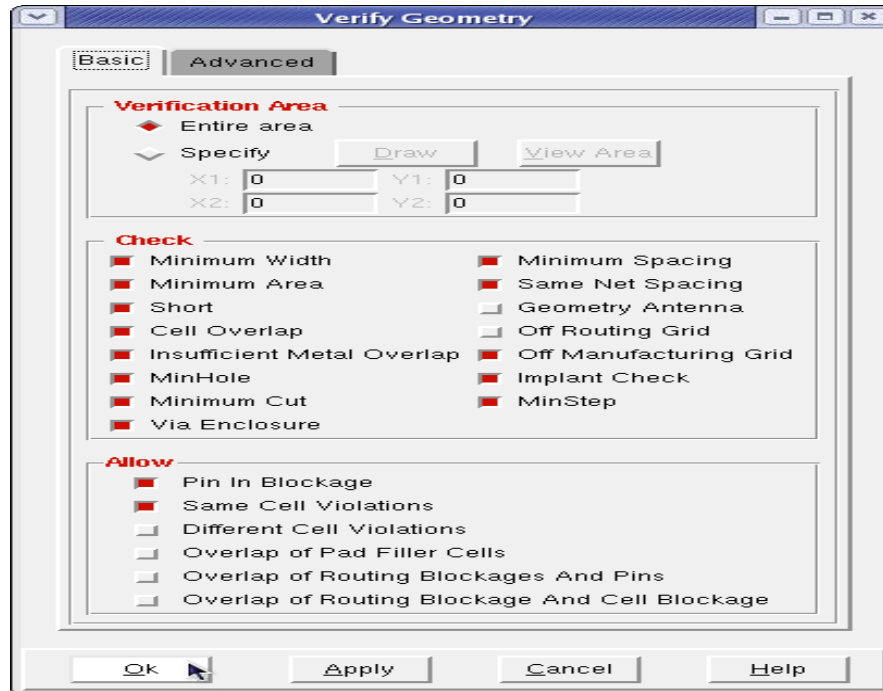 Verify Geometry
Basic Advanced
Verification Area
Entire area
Specify Draw View Area
X1: 0 Y1: 0
X2: 0 Y2: 0
Check
Minimum Width Minimum Spacing
Minimum Area Same Net Spacing
Short Geometry Antenna
Cell Overlap Off Routing Grid
Insufficient Metal Overlap Off Manufacturing Grid
MinHole Implant Check
Minimum Cut MinStep
Via Enclosure
Allow
Pin In Blockage
Same Cell Violations
Different Cell Violations
Overlap of Pad Filler Cells
Overlap of Routing Blockages And Pins
Overlap of Routing Blockage And Cell Blockage
Ok Apply Cancel Help